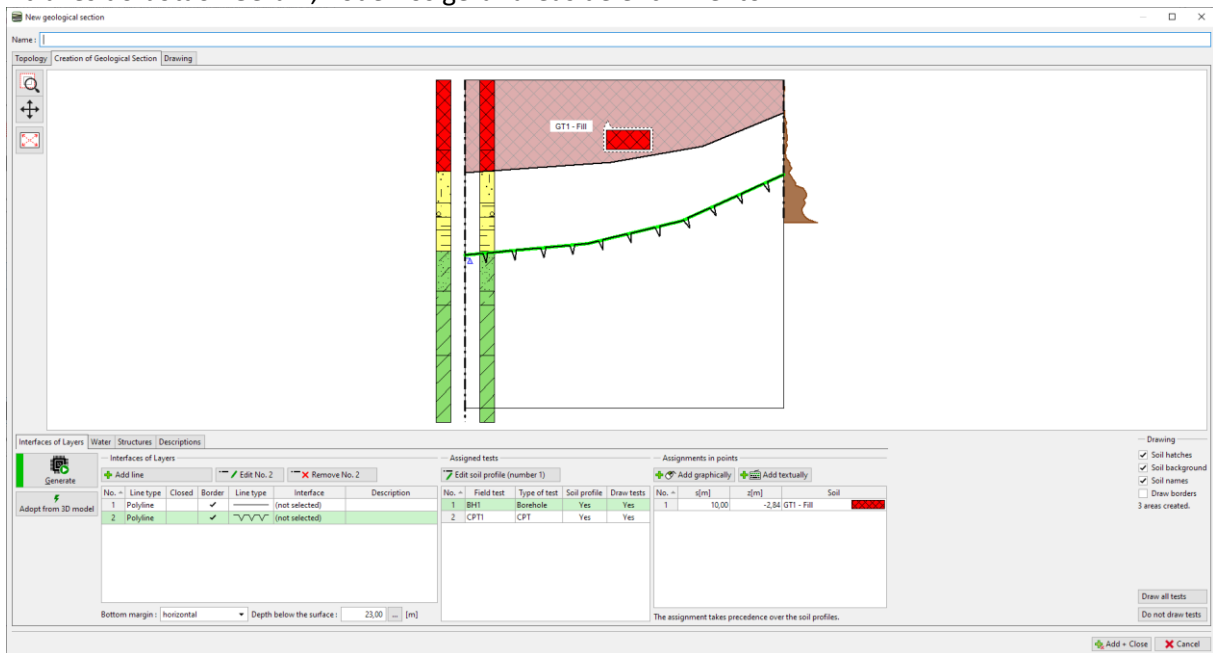 New geological section
Name :
Topology Creation of Geological Section Drawing
GT1 - Fill
Interfaces of Layers Water Structures Descriptions
Generate
Adopt from 3D model
Interfaces of Layers
Add line Edit No. 2 Remove No. 2
No. Line type Closed Border Line type Interface Description
1 Polyline (not selected)
2 Polyline (not selected)
Bottom margin : horizontal Depth below the surface : 23,00 ... [m]
Assigned tests
Edit soil profile (number 1)
No. Field test Type of test Soil profile Draw tests
1 BH1 Borehole Yes Yes
2 CPT1 CPT Yes Yes
Assignments in points
Add graphically Add textually
No. s[m] z[m] Soil
1 10,00 -2,84 GT1 - Fill
The assignment takes precedence over the soil profiles.
Drawing
Soil hatches
Soil background
Soil names
Draw borders
3 areas created.
Draw all tests
Do not draw tests
Add + Close Cancel